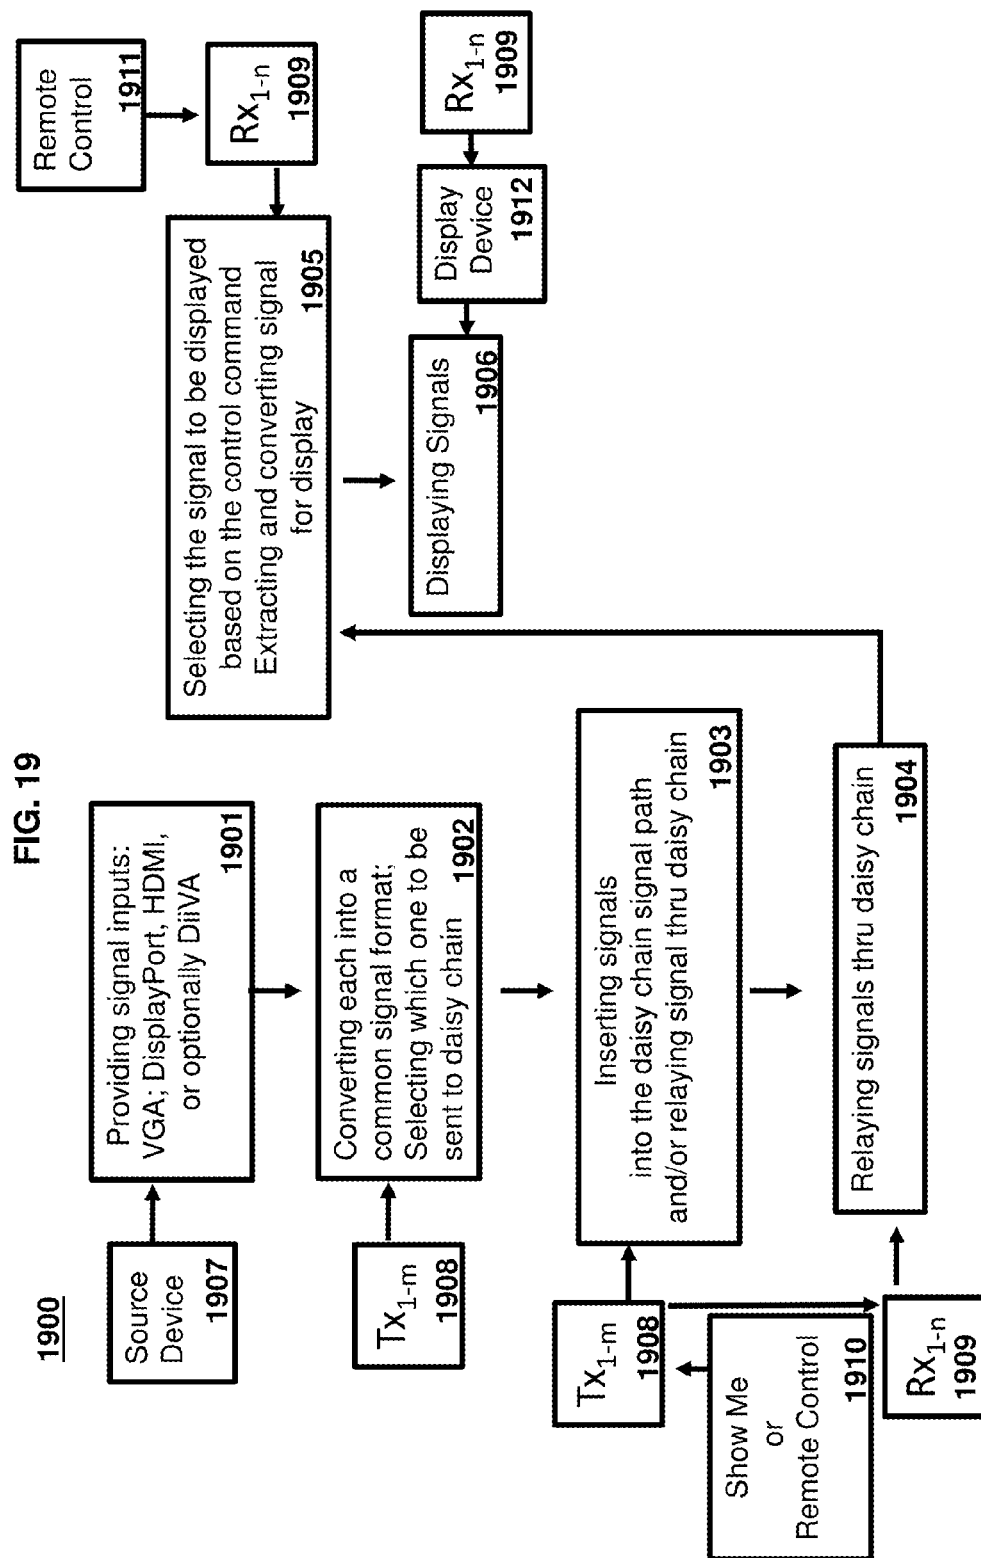 FIG. 19
1900
Source
Device
1907
Providing signal inputs:
VGA; DisplayPort, HDMI,
or optionally DiiVA
1901
Tx1-m
1908
Converting each into a
common signal format;
Selecting which one to be
sent to daisy chain
1902
Tx1-m
1908
Inserting signals
into the daisy chain signal path
and/or relaying signal thru daisy chain
1903
Show Me
or
Remote Control
1910
Rx1-n
1909
Relaying signals thru daisy chain
1904
Remote
Control
1911
Rx1-n
1909
Selecting the signal to be displayed
based on the control command
Extracting and converting signal
for display
1905
Displaying Signals
1906
Display
Device
1912
Rx1-n
1909